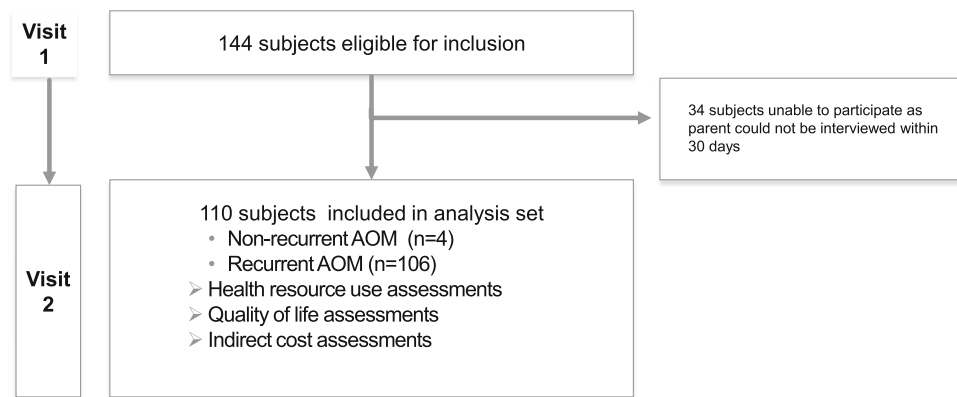 Visit
1
144 subjects eligible for inclusion
34 subjects unable to participate as
parent could not be interviewed within
30 days
Visit
2
110 subjects included in analysis set
• Non-recurrent AOM (n=4)
• Recurrent AOM (n=106)
➢ Health resource use assessments
➢ Quality of life assessments
➢ Indirect cost assessments